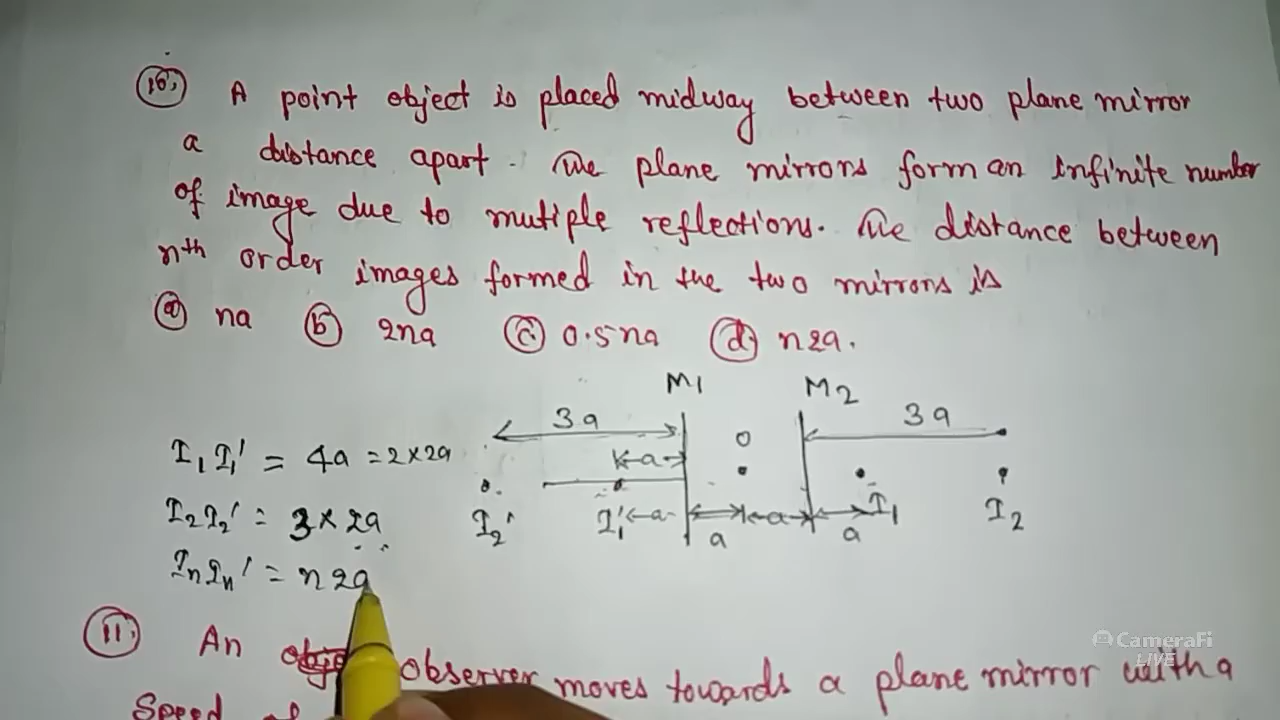 10. A point object is placed midway between two plane mirror
a distance apart. The plane mirrors form an infinite number
of image due to mutiple reflections. The distance between
nth order images formed in the two mirrors is
a) na b) 2na c) 0.5na d) n2a.
M1 M2
3a 3a
I1I1' = 4a = 2×2a
a
I2I2' = 3×2a
I2' I1' a a a a I1 I2
InIn' = n2a
11. An observer moves towards a plane mirror with a
Speed of
CameraFi
LIVE